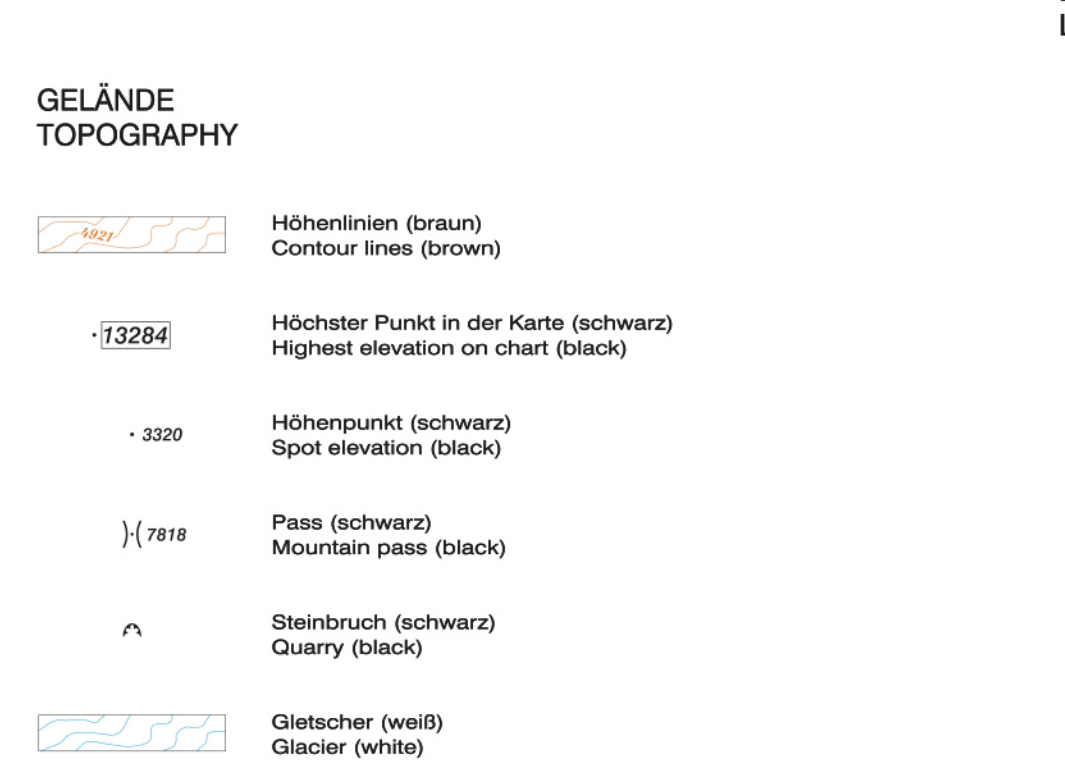 GELÄNDE
TOPOGRAPHY
4921
Höhenlinien (braun)
Contour lines (brown)
13284
Höchster Punkt in der Karte (schwarz)
Highest elevation on chart (black)
3320
Höhenpunkt (schwarz)
Spot elevation (black)
)·( 7818
Pass (schwarz)
Mountain pass (black)
Steinbruch (schwarz)
Quarry (black)
Gletscher (weiß)
Glacier (white)